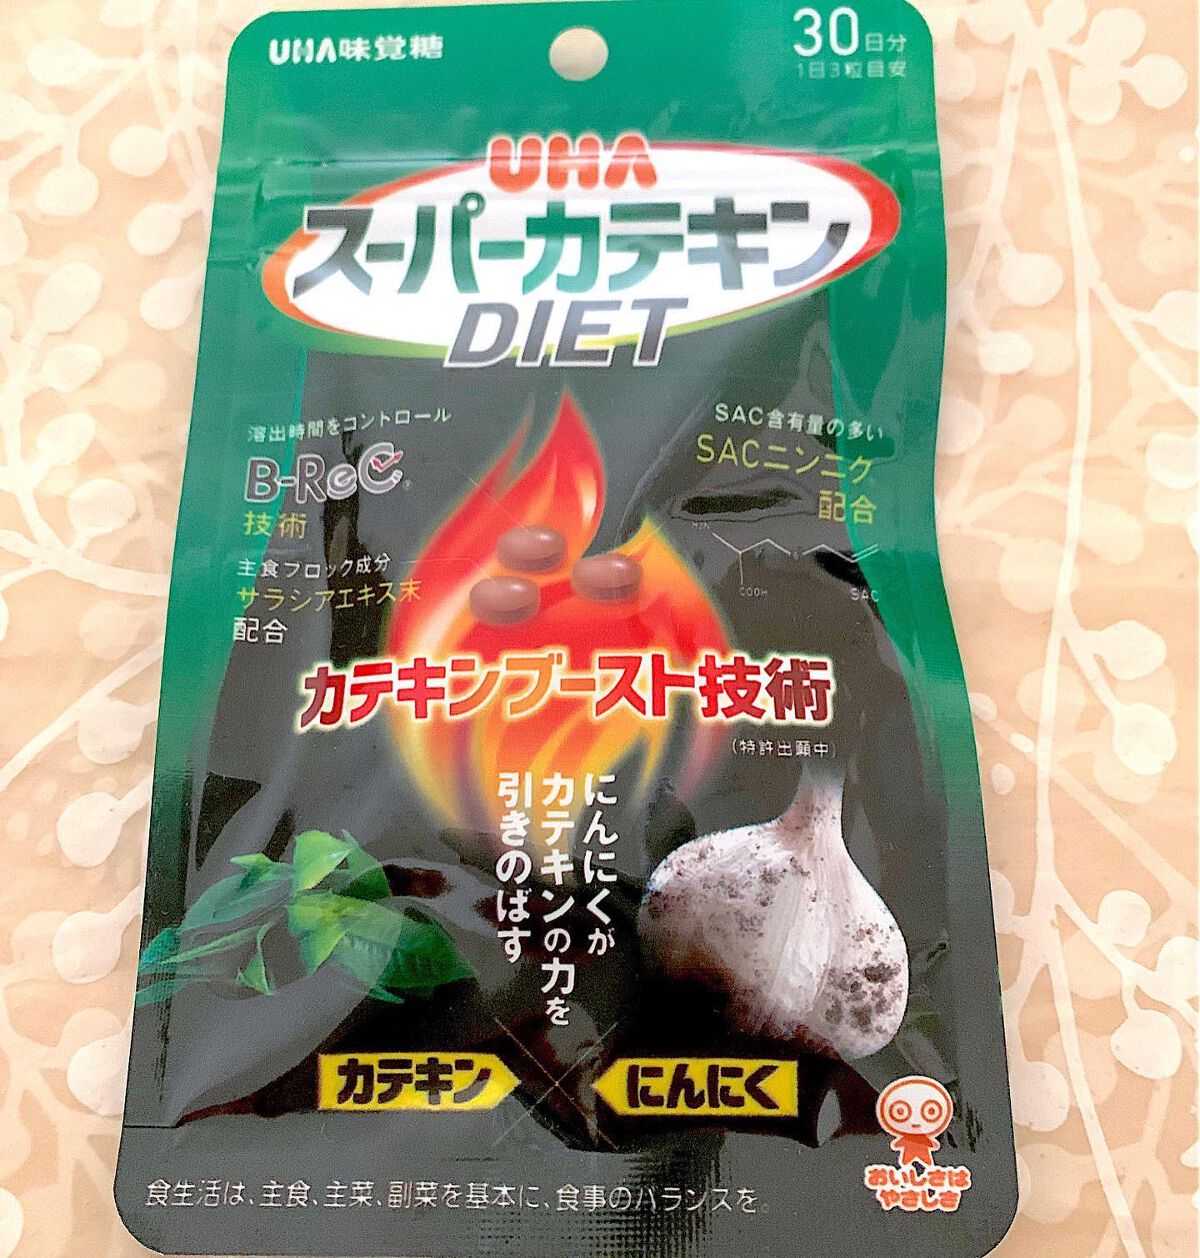 UHA味覚糖
30日分
1日3粒目安
UHA
スーパーカテキン
DIET
溶出時間をコントロール
B-ReC®
技術
主食ブロック成分
サラシアエキス末
配合
SAC含有量の多い
SACニンニク
配合
COOH
SAC
カテキンブースト技術
(特許出願中)
にんにくが
カテキンの力を
引きのばす
カテキン
にんにく
おいしさは
やさしさ
食生活は、主食、主菜、副菜を基本に、食事のバランスを。